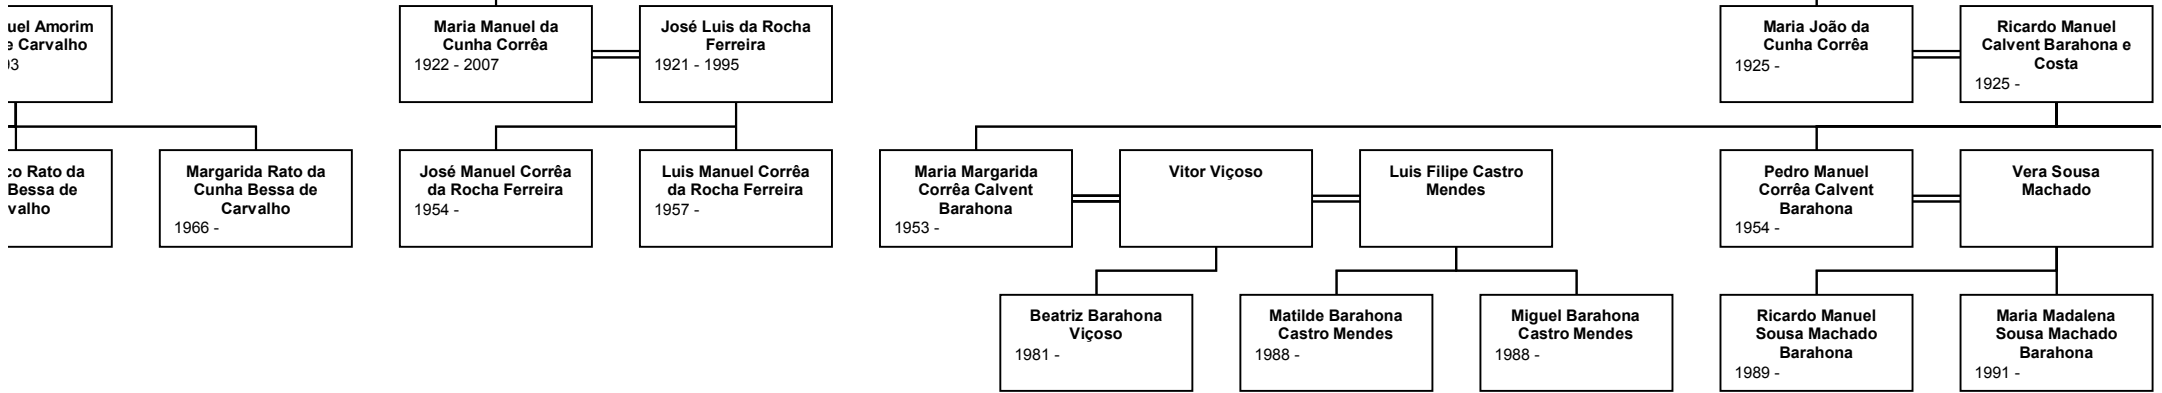 Amorim
Carvalho
Maria Manuel da
Cunha Corrêa
1922 - 2007
José Luis da Rocha
Ferreira
1921 - 1995
Maria João da
Cunha Corrêa
1925 -
Ricardo Manuel
Calvent Barahona e
Costa
1925 -
Rato da
Bessa de
Margarida Rato da
Cunha Bessa de
Carvalho
1966 -
José Manuel Corrêa
da Rocha Ferreira
1954 -
Luis Manuel Corrêa
da Rocha Ferreira
1957 -
Maria Margarida
Corrêa Calvent
Barahona
1953 -
Vitor Viçoso
Luis Filipe Castro
Mendes
Pedro Manuel
Corrêa Calvent
Barahona
1954 -
Vera Sousa
Machado
Beatriz Barahona
Viçoso
1981 -
Matilde Barahona
Castro Mendes
1988 -
Miguel Barahona
Castro Mendes
1988 -
Ricardo Manuel
Sousa Machado
Barahona
1989 -
Maria Madalena
Sousa Machado
Barahona
1991 -